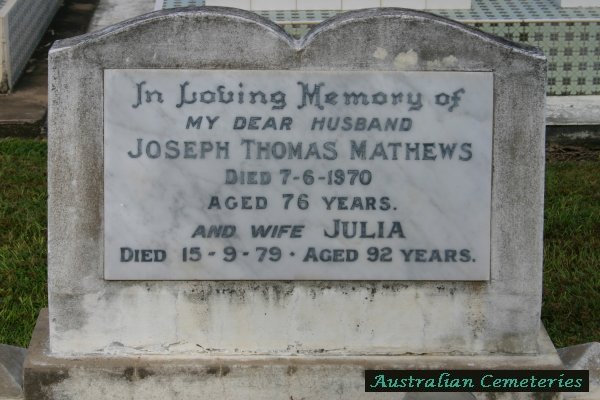 In Loving Memory of
MY DEAR HUSBAND
JOSEPH THOMAS MATHEWS
DIED 7-6-1970
AGED 76 YEARS.
AND WIFE JULIA
DIED 15-9-79 · AGED 92 YEARS.
Australian Cemeteries